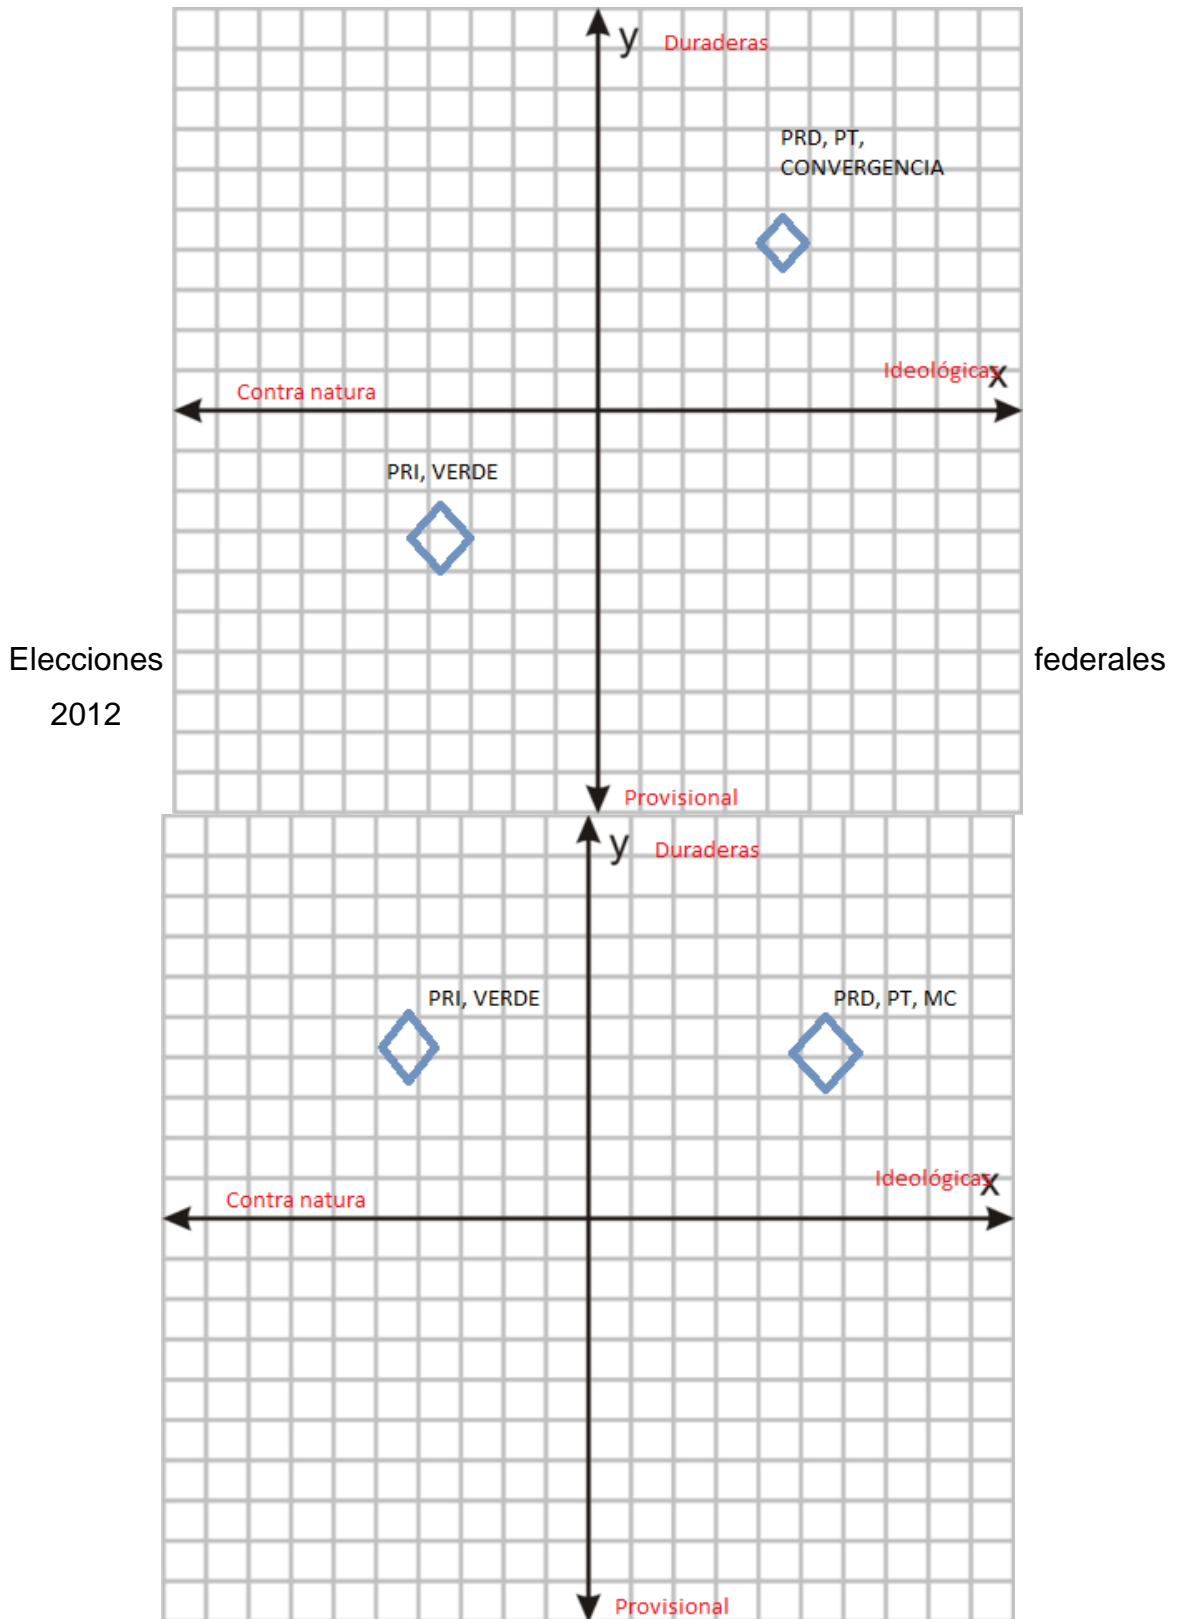 y Duraderas
PRD, PT,
CONVERGENCIA
Ideológicas x
Contra natura
PRI, VERDE
Elecciones federales
2012
Provisional
y Duraderas
PRI, VERDE PRD, PT, MC
Ideológicas x
Contra natura
Provisional